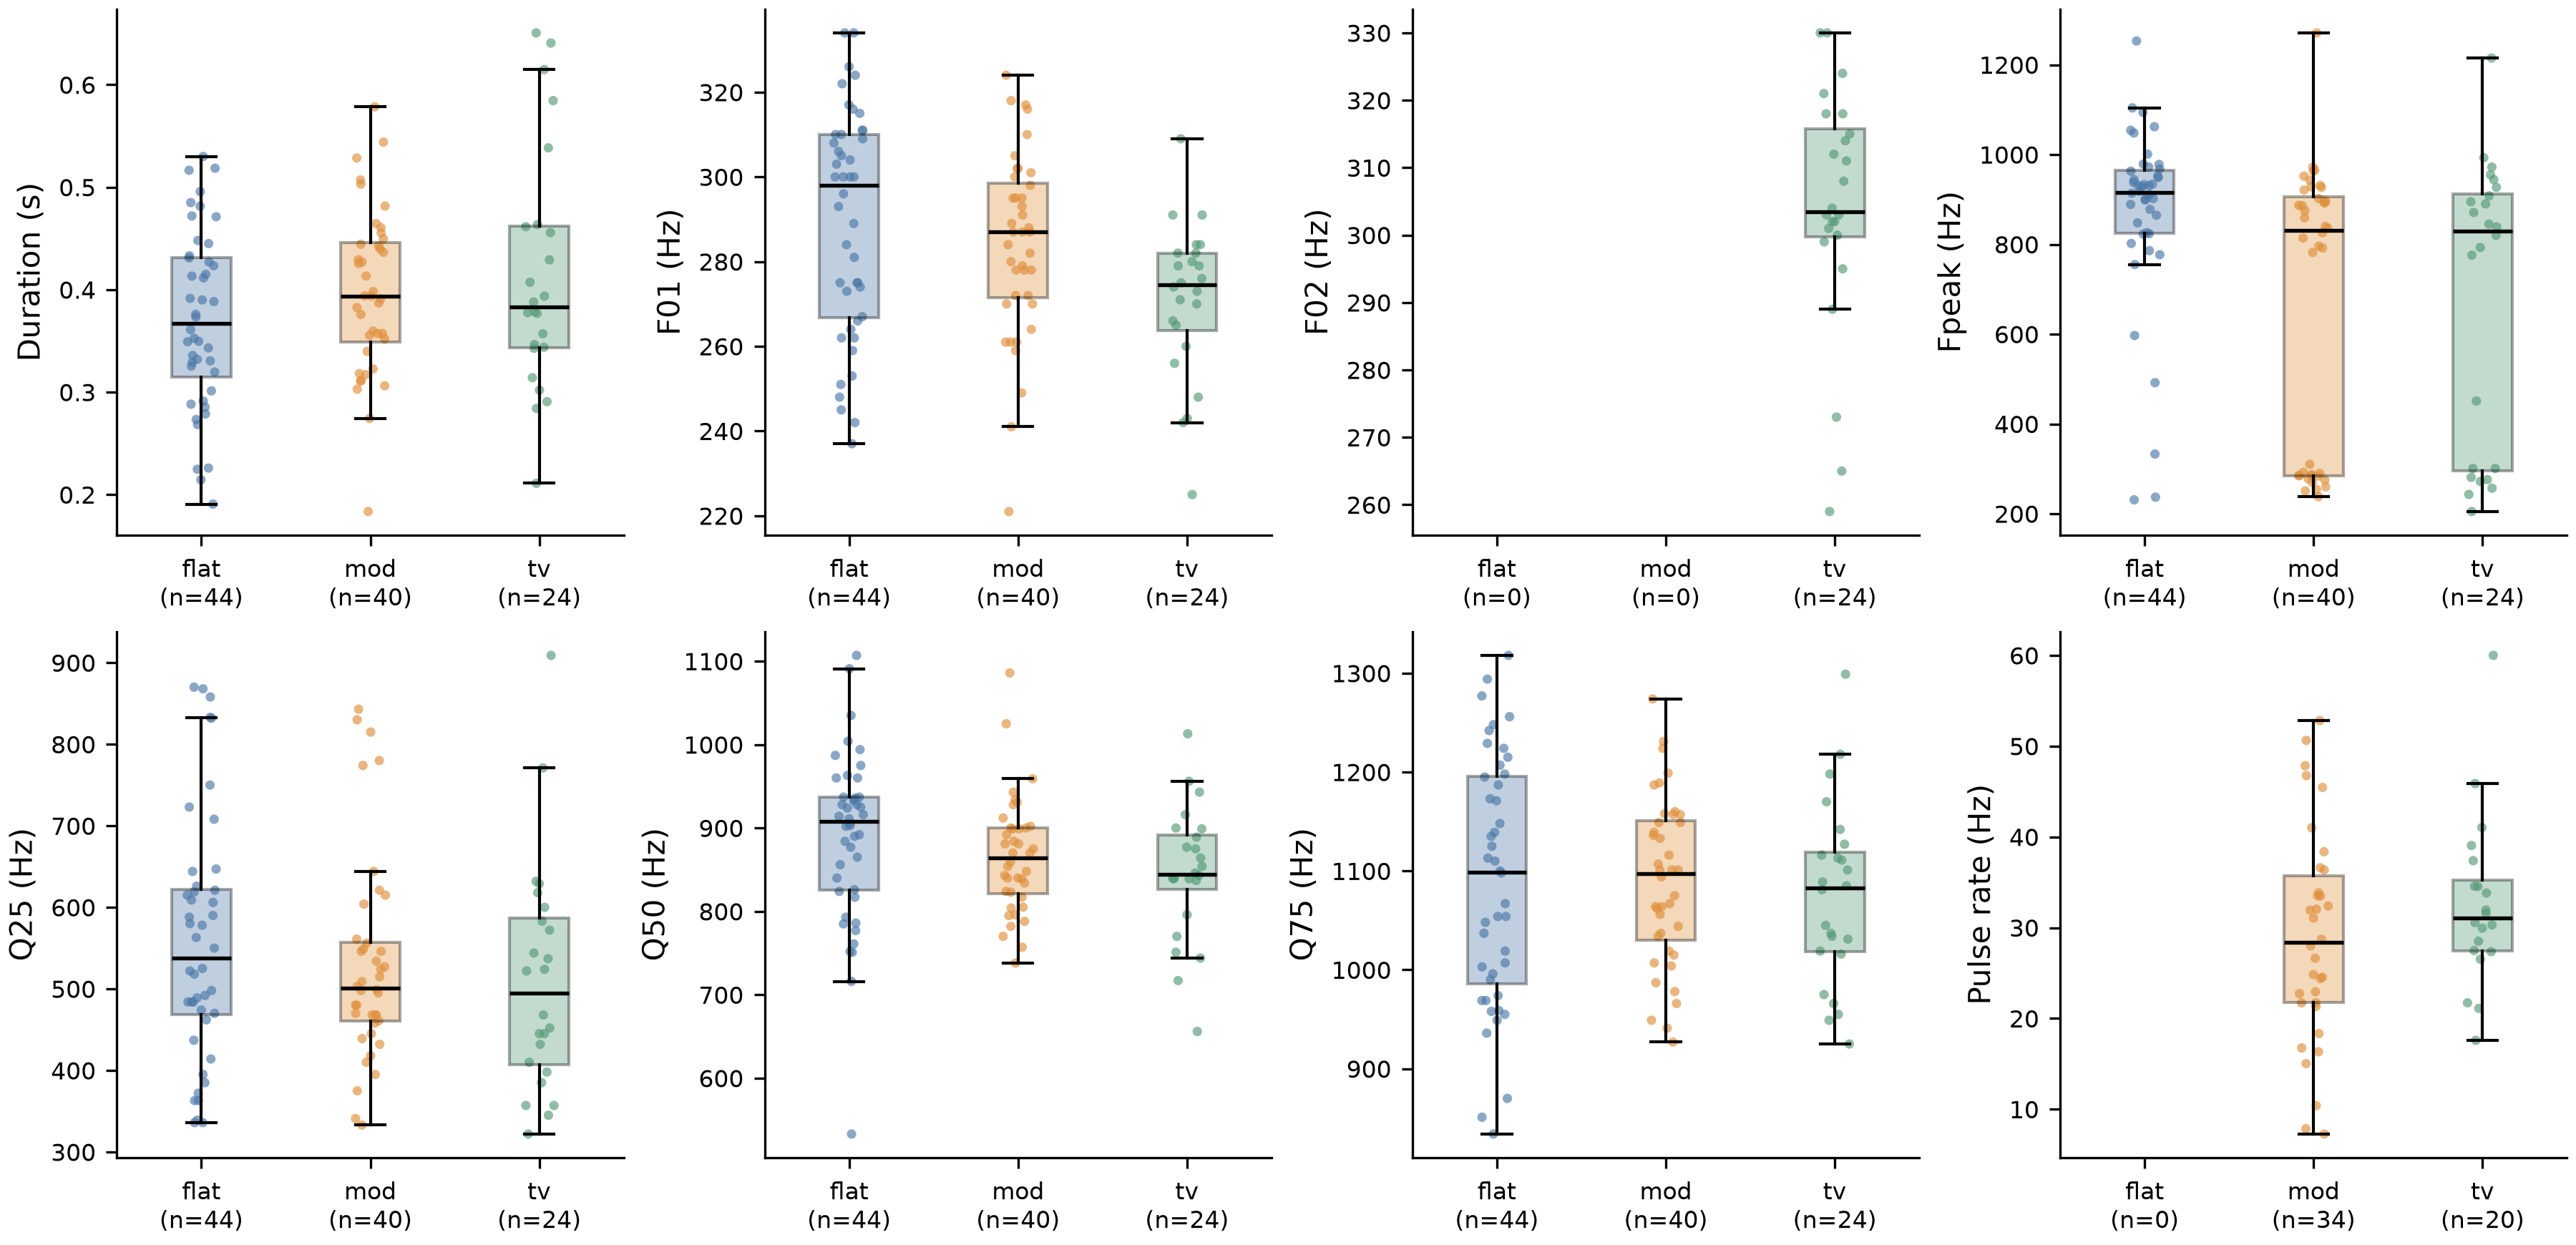 Duration (s)
0.6
0.5
0.4
0.3
0.2
flat
(n=44)
mod
(n=40)
tv
(n=24)
F01 (Hz)
320
300
280
260
240
220
flat
(n=44)
mod
(n=40)
tv
(n=24)
F02 (Hz)
330
320
310
300
290
280
270
260
flat
(n=0)
mod
(n=0)
tv
(n=24)
Fpeak (Hz)
1200
1000
800
600
400
200
flat
(n=44)
mod
(n=40)
tv
(n=24)
Q25 (Hz)
900
800
700
600
500
400
300
flat
(n=44)
mod
(n=40)
tv
(n=24)
Q50 (Hz)
1100
1000
900
800
700
600
flat
(n=44)
mod
(n=40)
tv
(n=24)
Q75 (Hz)
1300
1200
1100
1000
900
flat
(n=44)
mod
(n=40)
tv
(n=24)
Pulse rate (Hz)
60
50
40
30
20
10
flat
(n=0)
mod
(n=34)
tv
(n=20)